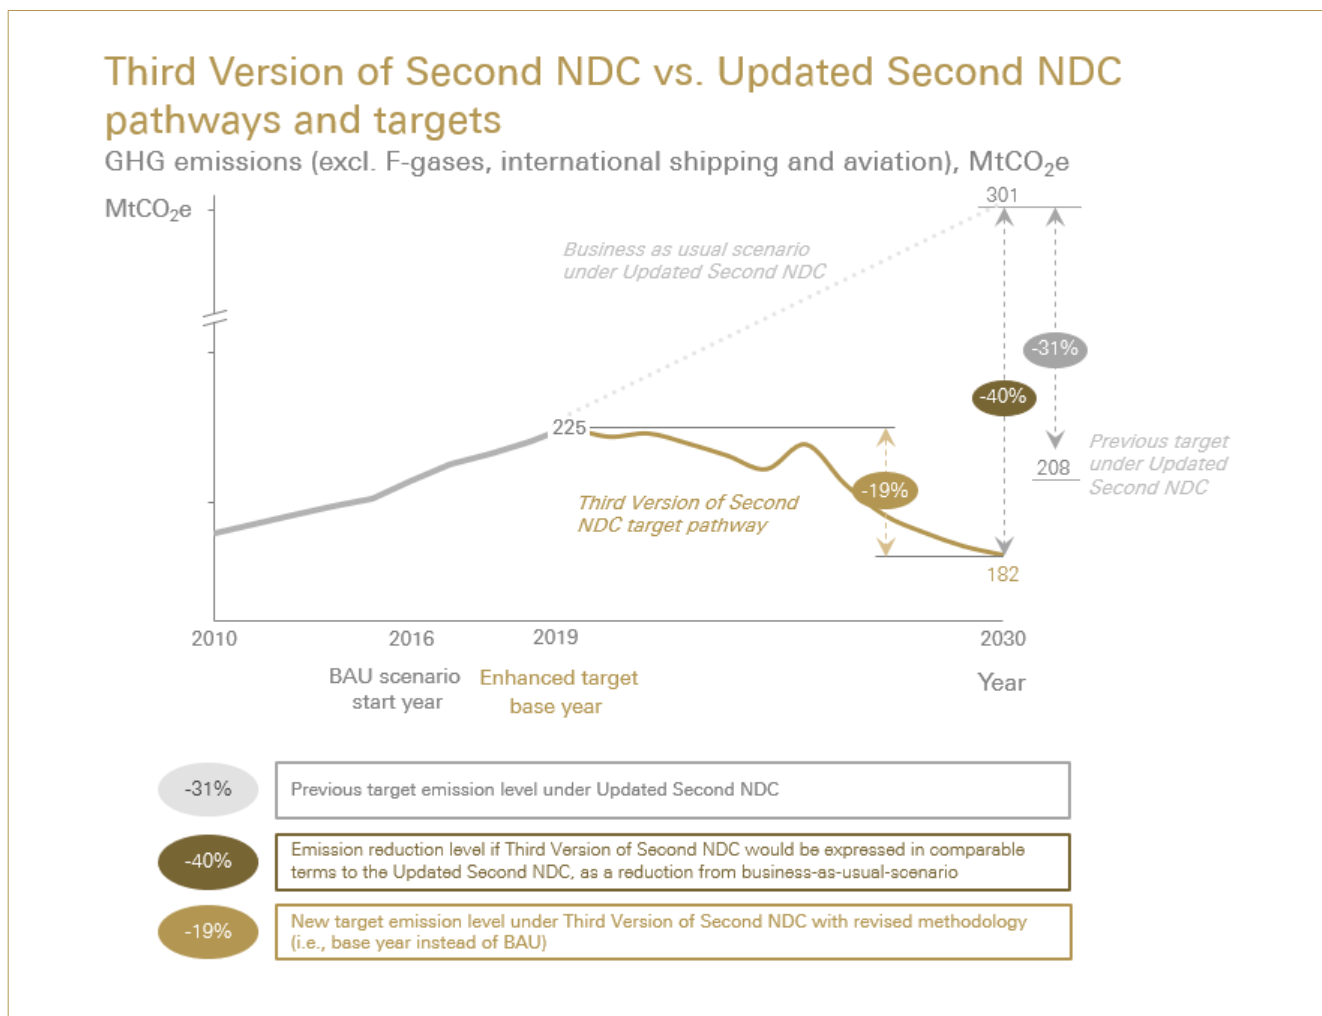 Third Version of Second NDC vs. Updated Second NDC
pathways and targets
GHG emissions (excl. F-gases, international shipping and aviation), MtCO₂e
MtCO₂e
301
Business as usual scenario
under Updated Second NDC
-31%
-40%
225
Previous target
under Updated
Second NDC
208
-19%
Third Version of Second
NDC target pathway
182
2010
2016
2019
2030
BAU scenario
start year
Enhanced target
base year
Year
-31%
Previous target emission level under Updated Second NDC
-40%
Emission reduction level if Third Version of Second NDC would be expressed in comparable
terms to the Updated Second NDC, as a reduction from business-as-usual-scenario
-19%
New target emission level under Third Version of Second NDC with revised methodology
(i.e., base year instead of BAU)